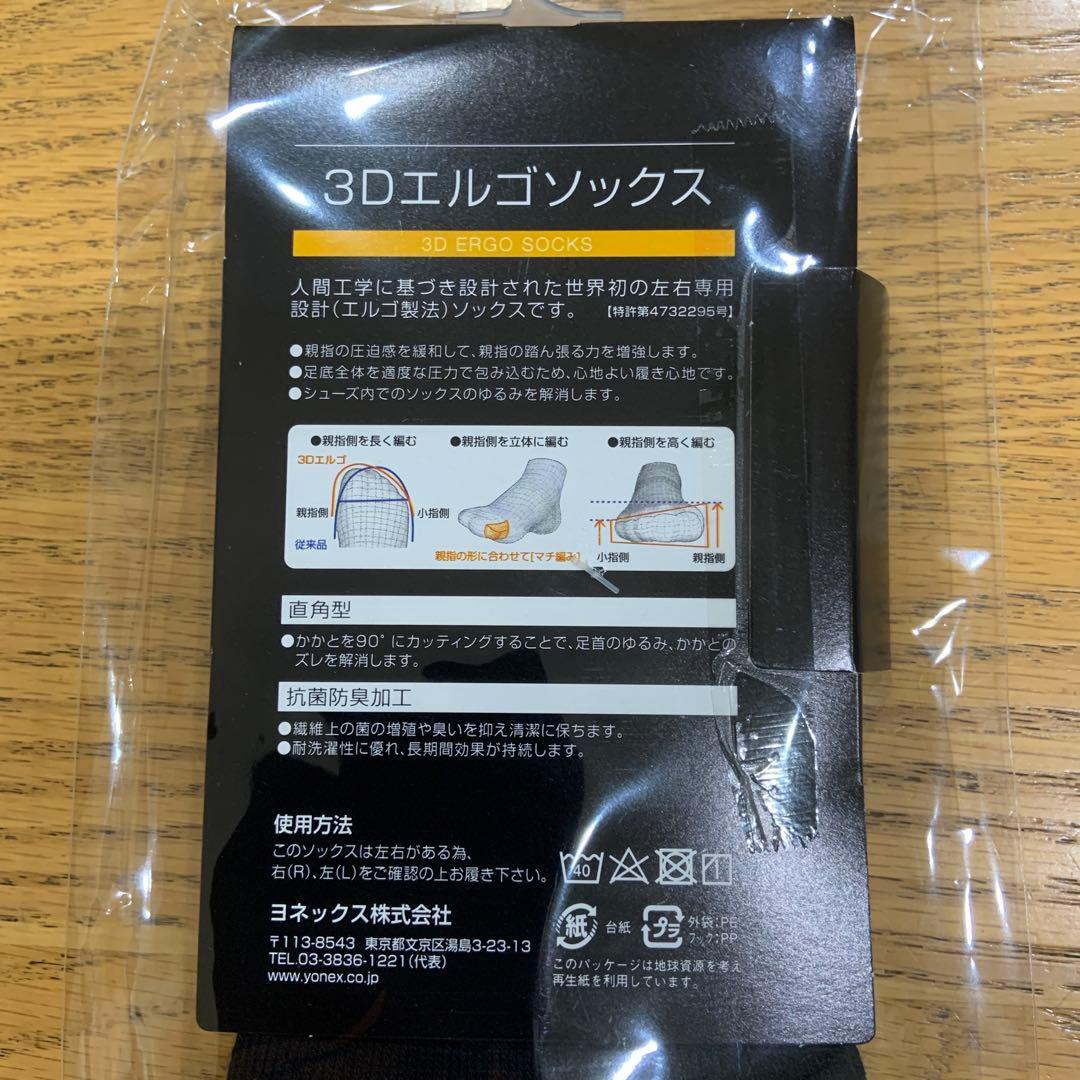 3Dエルゴソックス
3D ERGO SOCKS
人間工学に基づき設計された世界初の左右専用
設計(エルゴ製法)ソックスです。【特許第4732295号】
●親指の圧迫感を緩和して、親指の踏ん張る力を増強します。
●足底全体を適度な圧力で包み込むため、心地よい履き心地です。
●シューズ内でのソックスのゆるみを解消します。
●親指側を長く編む ●親指側を立体に編む ●親指側を高く編む
3Dエルゴ
親指側 小指側
従来品
親指の形に合わせて[マチ編み]
小指側 親指側
直角型
●かかとを90°にカッティングすることで、足首のゆるみ、かかとの
ズレを解消します。
抗菌防臭加工
●繊維上の菌の増殖や臭いを抑え清潔に保ちます。
●耐洗濯性に優れ、長期間効果が持続します。
使用方法
このソックスは左右がある為、
右(R)、左(L)をご確認の上お履き下さい。
40
ヨネックス株式会社
〒113-8543 東京都文京区湯島3-23-13
TEL.03-3836-1221(代表)
www.yonex.co.jp
紙 台紙 プラ 外袋:PE
フック:PP
このパッケージは地球資源を考え
再生紙を利用しています。